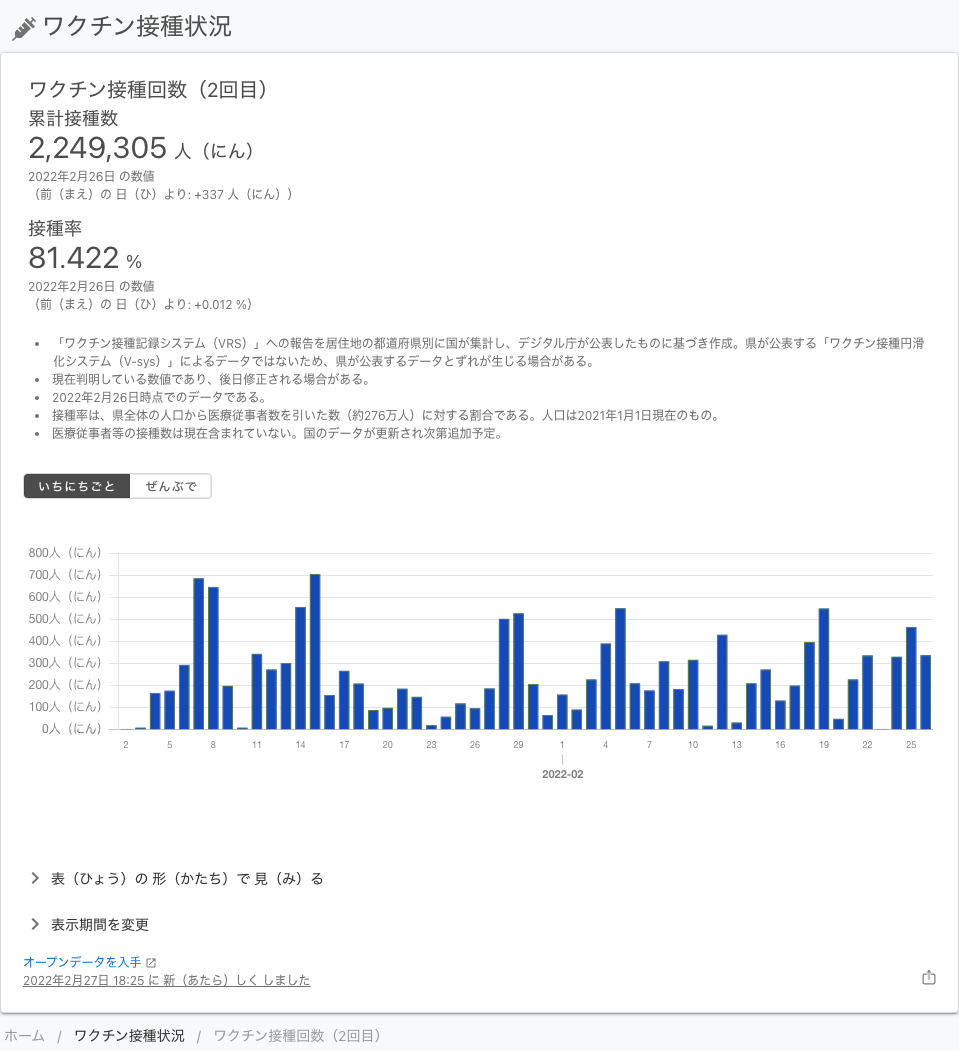 ワクチン接種状況
ワクチン接種回数（2回目）
累計接種数
2,249,305 人（にん）
2022年2月26日 の数値
（前（まえ）の 日（ひ）より: +337 人（にん））
接種率
81.422 %
2022年2月26日 の数値
（前（まえ）の 日（ひ）より: +0.012 %）
• 「ワクチン接種記録システム（VRS）」への報告を居住地の都道府県別に国が集計し、デジタル庁が公表したものに基づき作成。県が公表する「ワクチン接種円滑
化システム（V-sys）」によるデータではないため、県が公表するデータとずれが生じる場合がある。
• 現在判明している数値であり、後日修正される場合がある。
• 2022年2月26日時点でのデータである。
• 接種率は、県全体の人口から医療従事者数を引いた数（約276万人）に対する割合である。人口は2021年1月1日現在のもの。
• 医療従事者等の接種数は現在含まれていない。国のデータが更新され次第追加予定。
いちにちごと ぜんぶで
800人（にん）
700人（にん）
600人（にん）
500人（にん）
400人（にん）
300人（にん）
200人（にん）
100人（にん）
0人（にん）
2 5 8 11 14 17 20 23 26 29 1 4 7 10 13 16 19 22 25
2022-02
表（ひょう）の 形（かたち）で 見（み）る
表示期間を変更
オープンデータを入手
2022年2月27日 18:25 に 新（あたら）しく しました
ホーム / ワクチン接種状況 / ワクチン接種回数（2回目）